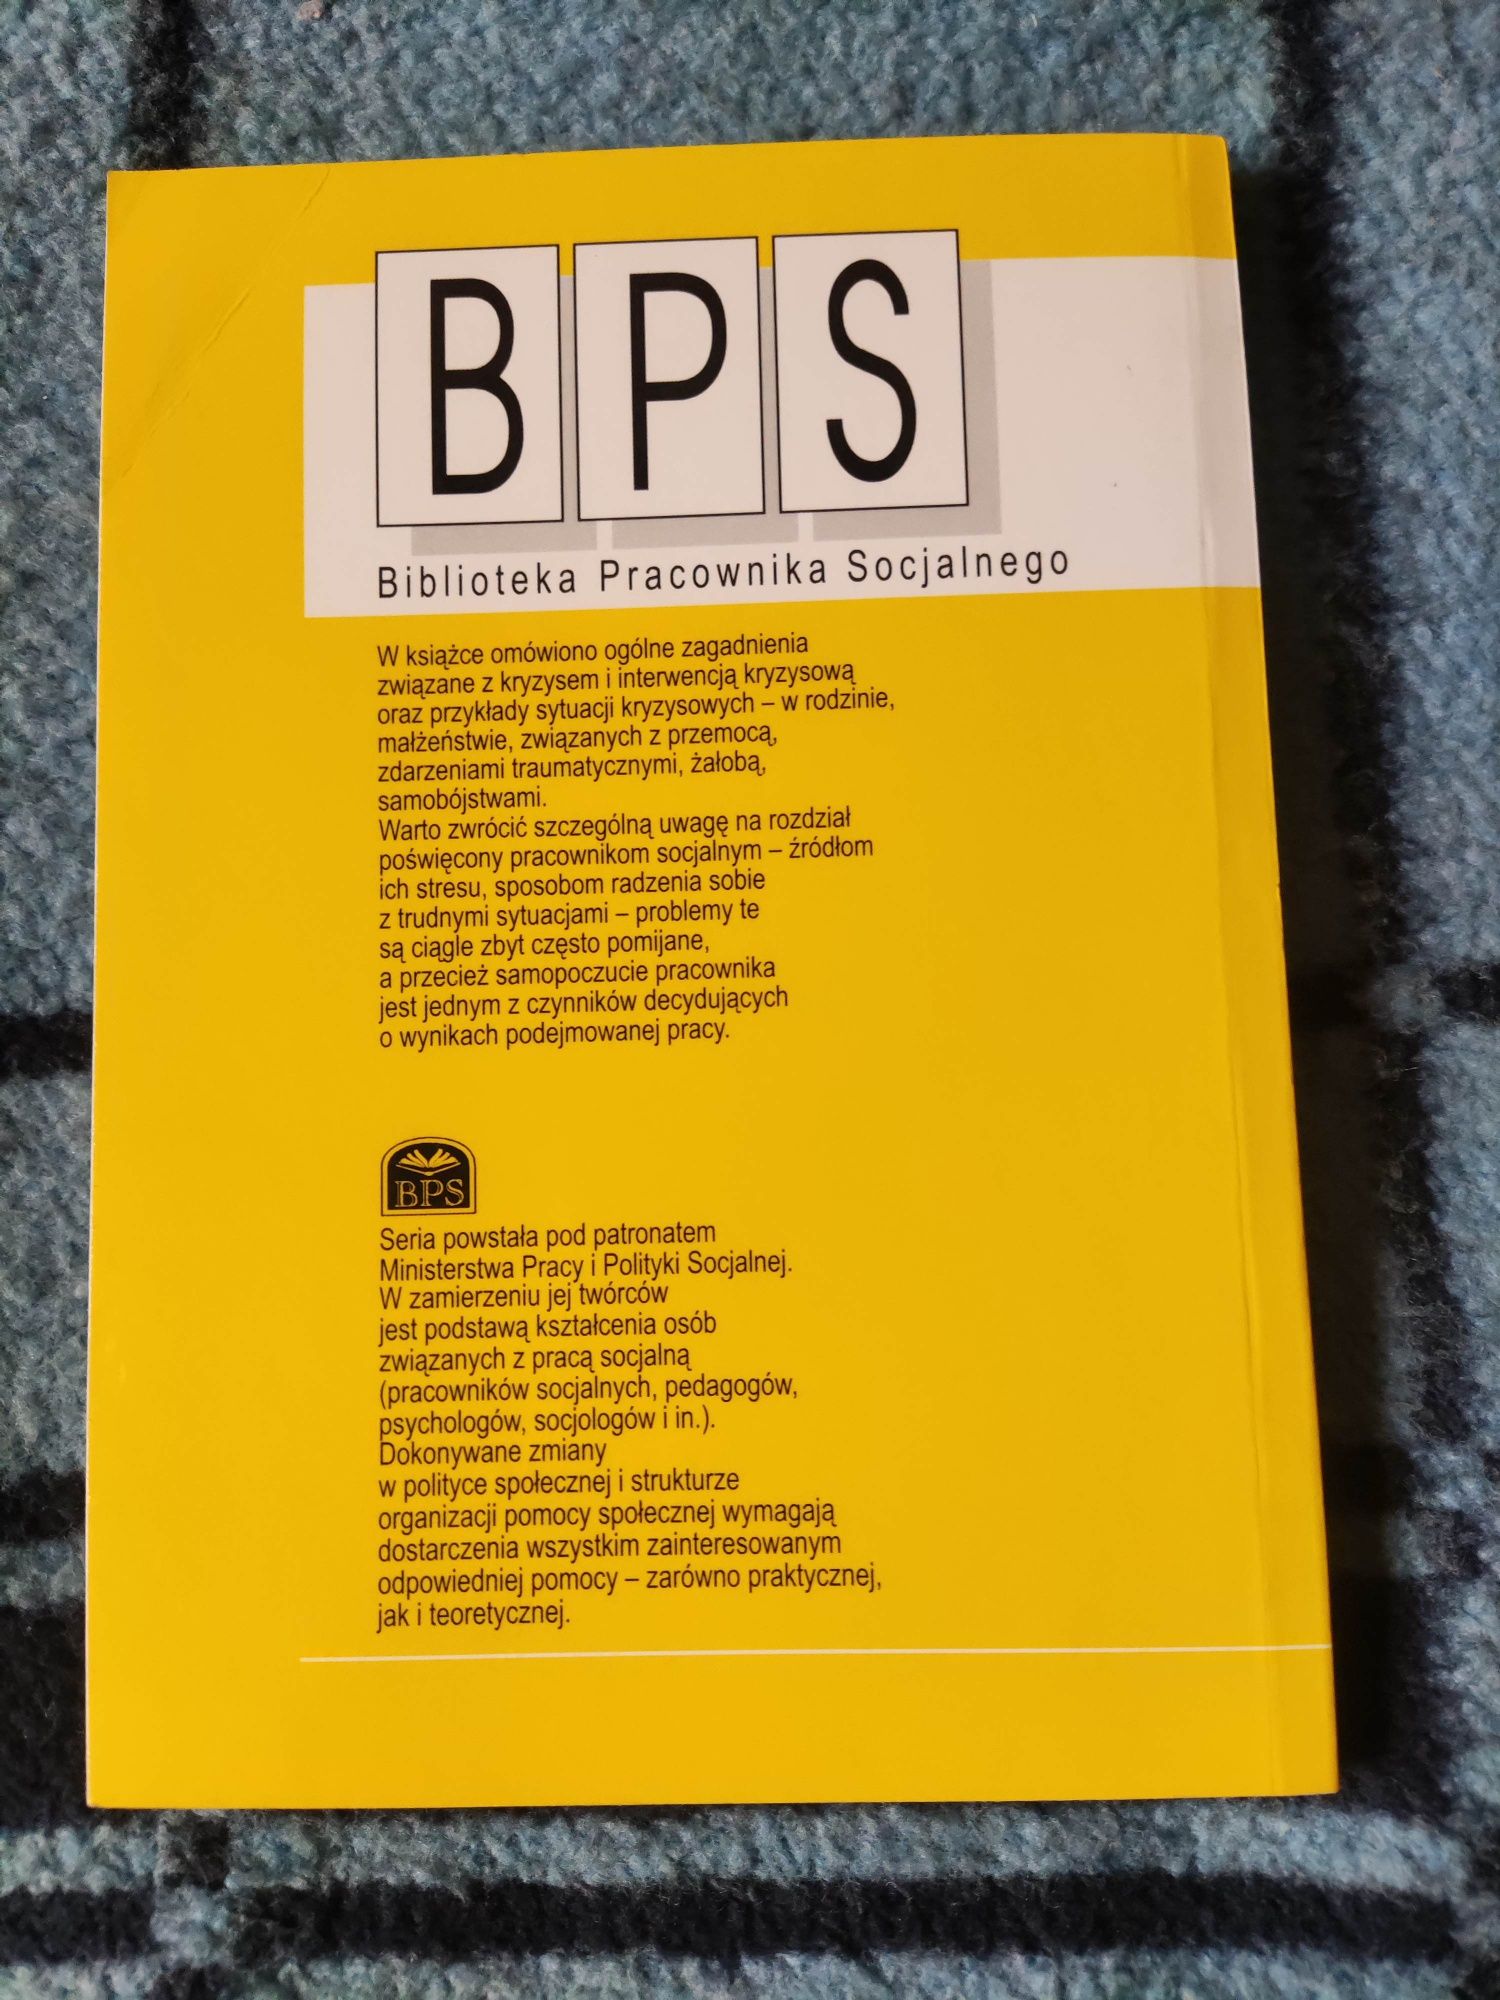 B P S
Biblioteka Pracownika Socjalnego
W książce omówiono ogólne zagadnienia
związane z kryzysem i interwencją kryzysową
oraz przykłady sytuacji kryzysowych – w rodzinie,
małżeństwie, związanych z przemocą,
zdarzeniami traumatycznymi, żałobą,
samobójstwami.
Warto zwrócić szczególną uwagę na rozdział
poświęcony pracownikom socjalnym – źródłom
ich stresu, sposobom radzenia sobie
z trudnymi sytuacjami – problemy te
są ciągle zbyt często pomijane,
a przecież samopoczucie pracownika
jest jednym z czynników decydujących
o wynikach podejmowanej pracy.
BPS
Seria powstała pod patronatem
Ministerstwa Pracy i Polityki Socjalnej.
W zamierzeniu jej twórców
jest podstawą kształcenia osób
związanych z pracą socjalną
(pracowników socjalnych, pedagogów,
psychologów, socjologów i in.).
Dokonywane zmiany
w polityce społecznej i strukturze
organizacji pomocy społecznej wymagają
dostarczenia wszystkim zainteresowanym
odpowiedniej pomocy – zarówno praktycznej,
jak i teoretycznej.